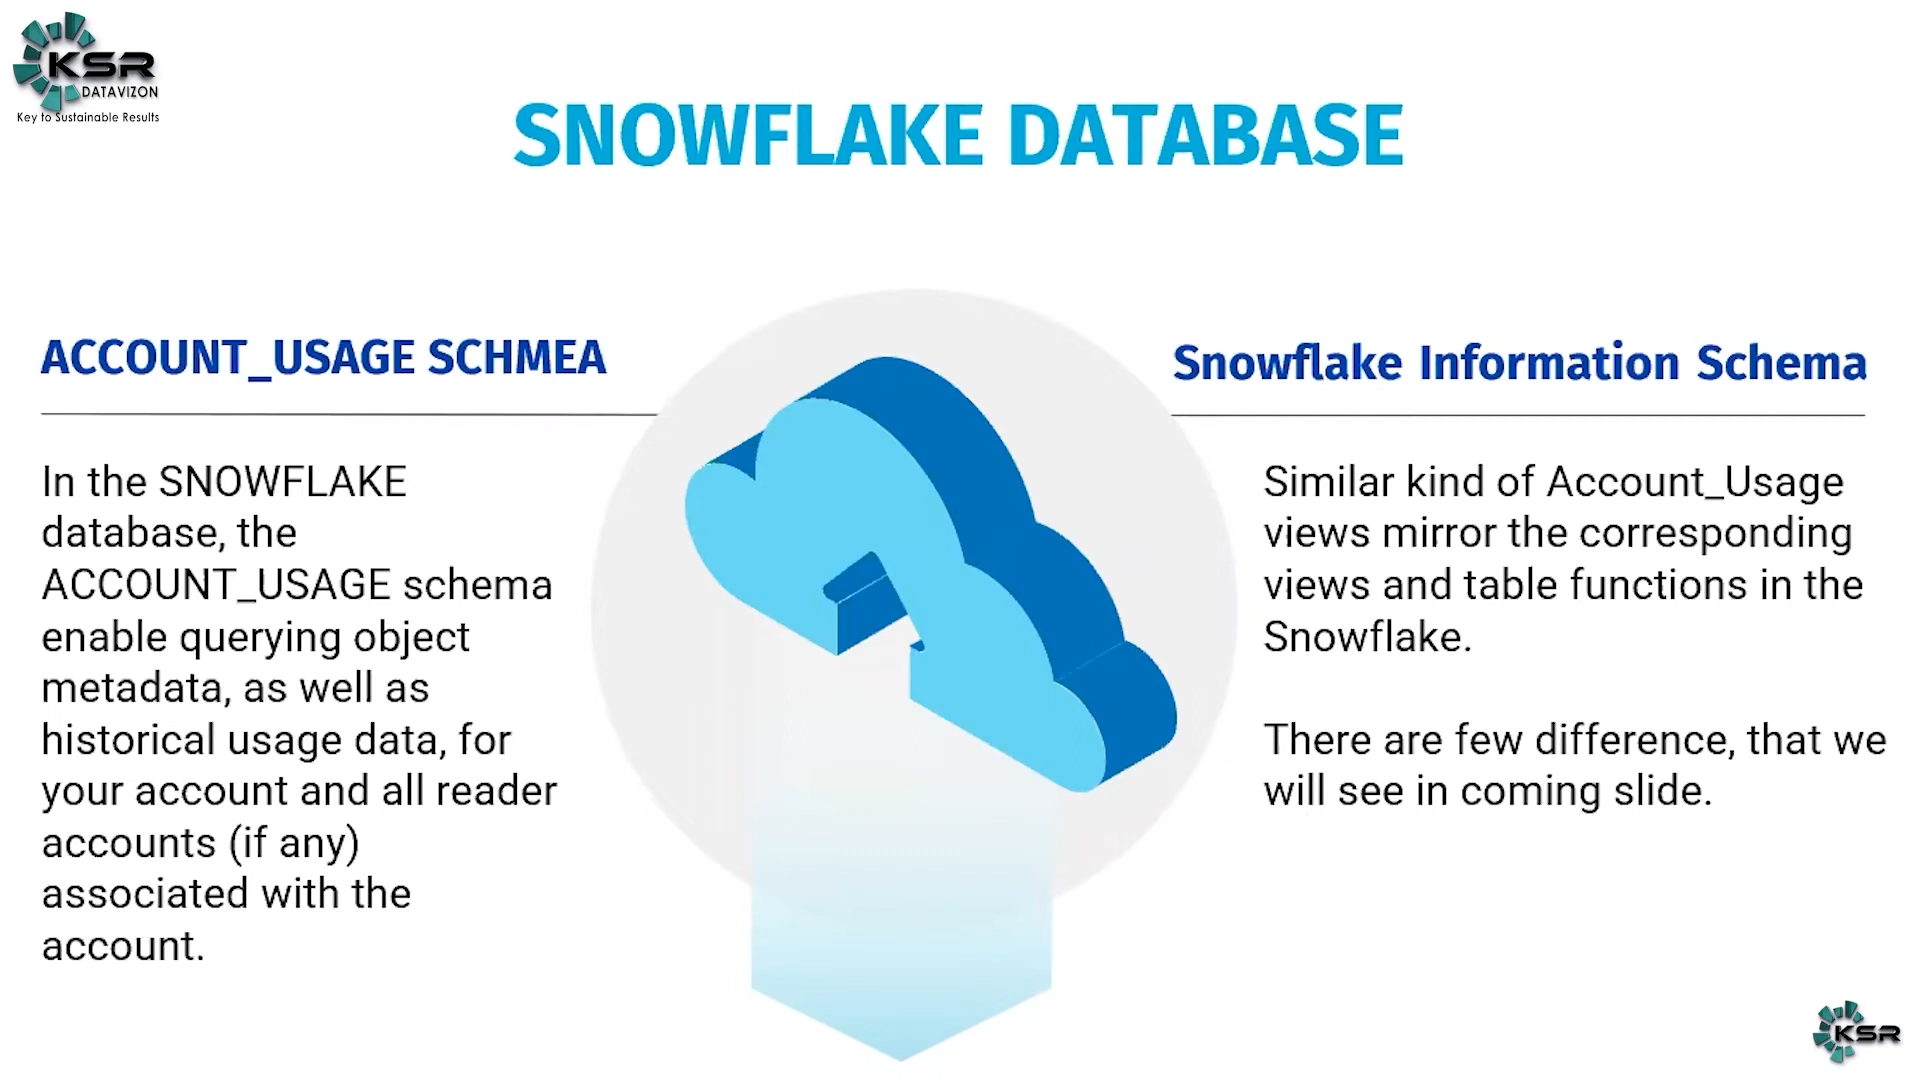 KSR
DATAVIZON
Key to Sustainable Results
SNOWFLAKE DATABASE
ACCOUNT_USAGE SCHMEA
In the SNOWFLAKE
database, the
ACCOUNT_USAGE schema
enable querying object
metadata, as well as
historical usage data, for
your account and all reader
accounts (if any)
associated with the
account.
Snowflake Information Schema
Similar kind of Account_Usage
views mirror the corresponding
views and table functions in the
Snowflake.
There are few difference, that we
will see in coming slide.
KSR